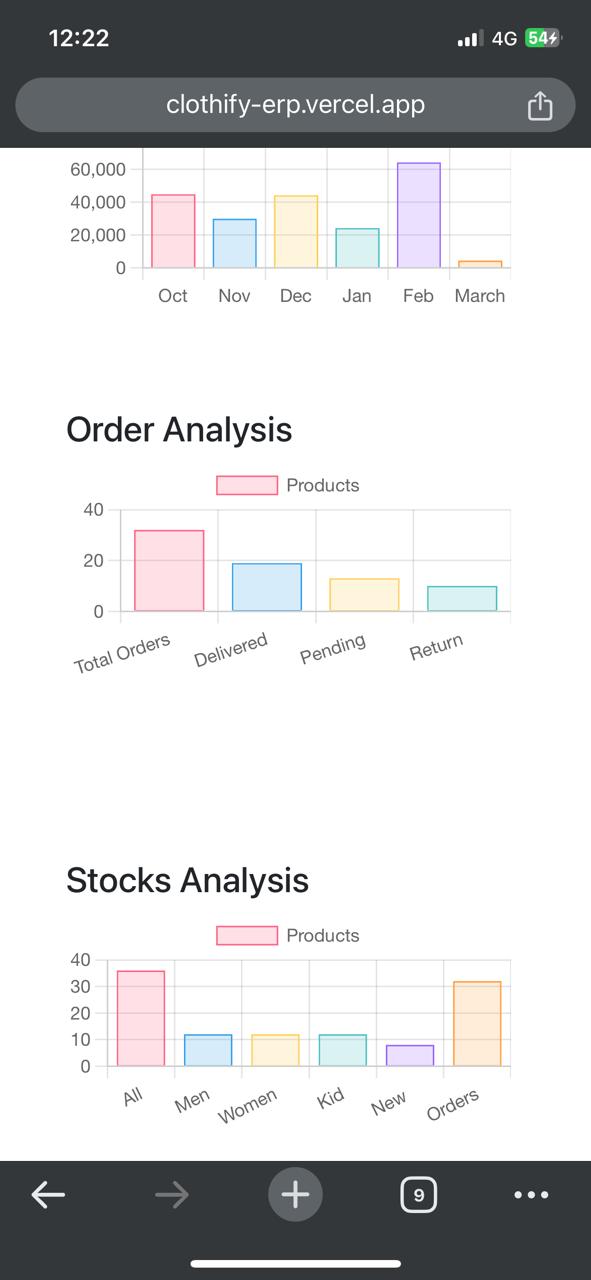 12:22
4G 54
clothify-erp.vercel.app
60,000
40,000
20,000
0
Oct Nov Dec Jan Feb March
Order Analysis
Products
40
20
0
Total Orders Delivered Pending Return
Stocks Analysis
Products
40
30
20
10
0
All Men Women Kid New Orders
9